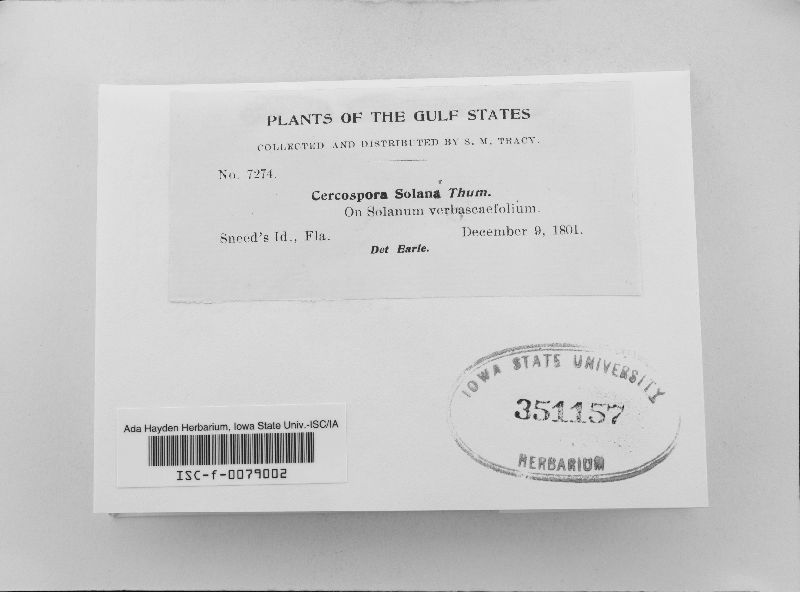 PLANTS OF THE GULF STATES
COLLECTED AND DISTRIBUTED BY S. M. TRACY.
No. 7274.
Cercospora Solana Thum.
On Solanum verbascaefolium.
Sneed's Id., Fla. December 9, 1801.
Det Earle.
IOWA STATE UNIVERSITY
351157
HERBARIUM
Ada Hayden Herbarium, Iowa State Univ.-ISC/IA
ISC-f-0079002